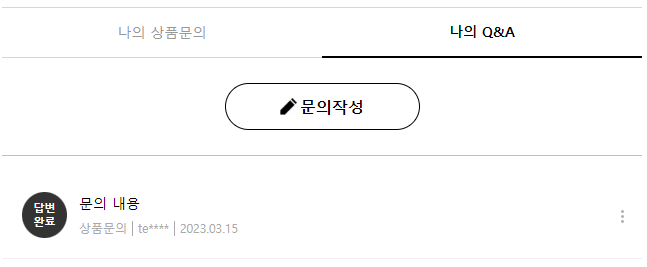 나의 상품문의
나의 Q&A
문의작성
답변
완료
문의 내용
상품문의 | te**** | 2023.03.15